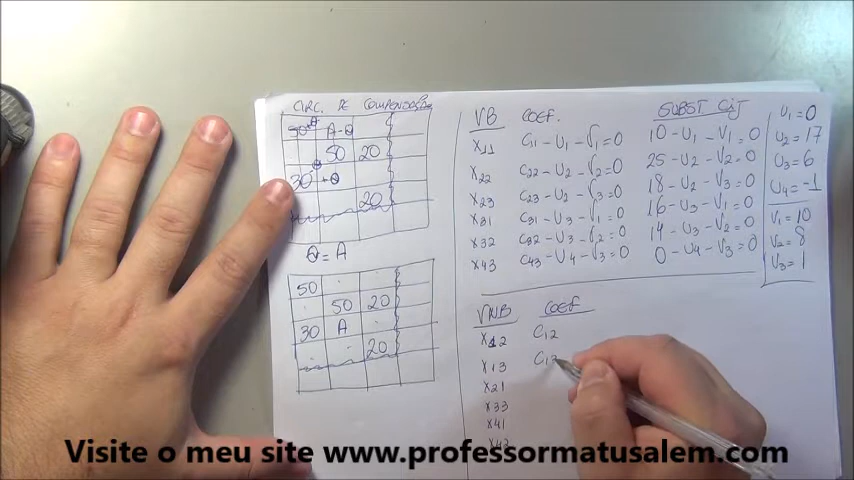 CIRC. DE COMPENSAÇÃO
50+θ A-θ
50 20
30 +θ
20
θ = A
50 · ·
· 50 20
30 A ·
· · 20
VB COEF. SUBST Cij
X11 C11 - U1 - V1 = 0 10 - U1 - V1 = 0
X22 C22 - U2 - V2 = 0 25 - U2 - V2 = 0
X23 C23 - U2 - V3 = 0 18 - U2 - V3 = 0
X31 C31 - U3 - V1 = 0 16 - U3 - V1 = 0
X32 C32 - U3 - V2 = 0 14 - U3 - V2 = 0
X43 C43 - U4 - V3 = 0 0 - U4 - V3 = 0
U1 = 0
U2 = 17
U3 = 6
U4 = -1
V1 = 10
V2 = 8
V3 = 1
VNB COEF
X12 C12
X13 C13
X21
X33
X41
X42
Visite o meu site www.professormatusalem.com